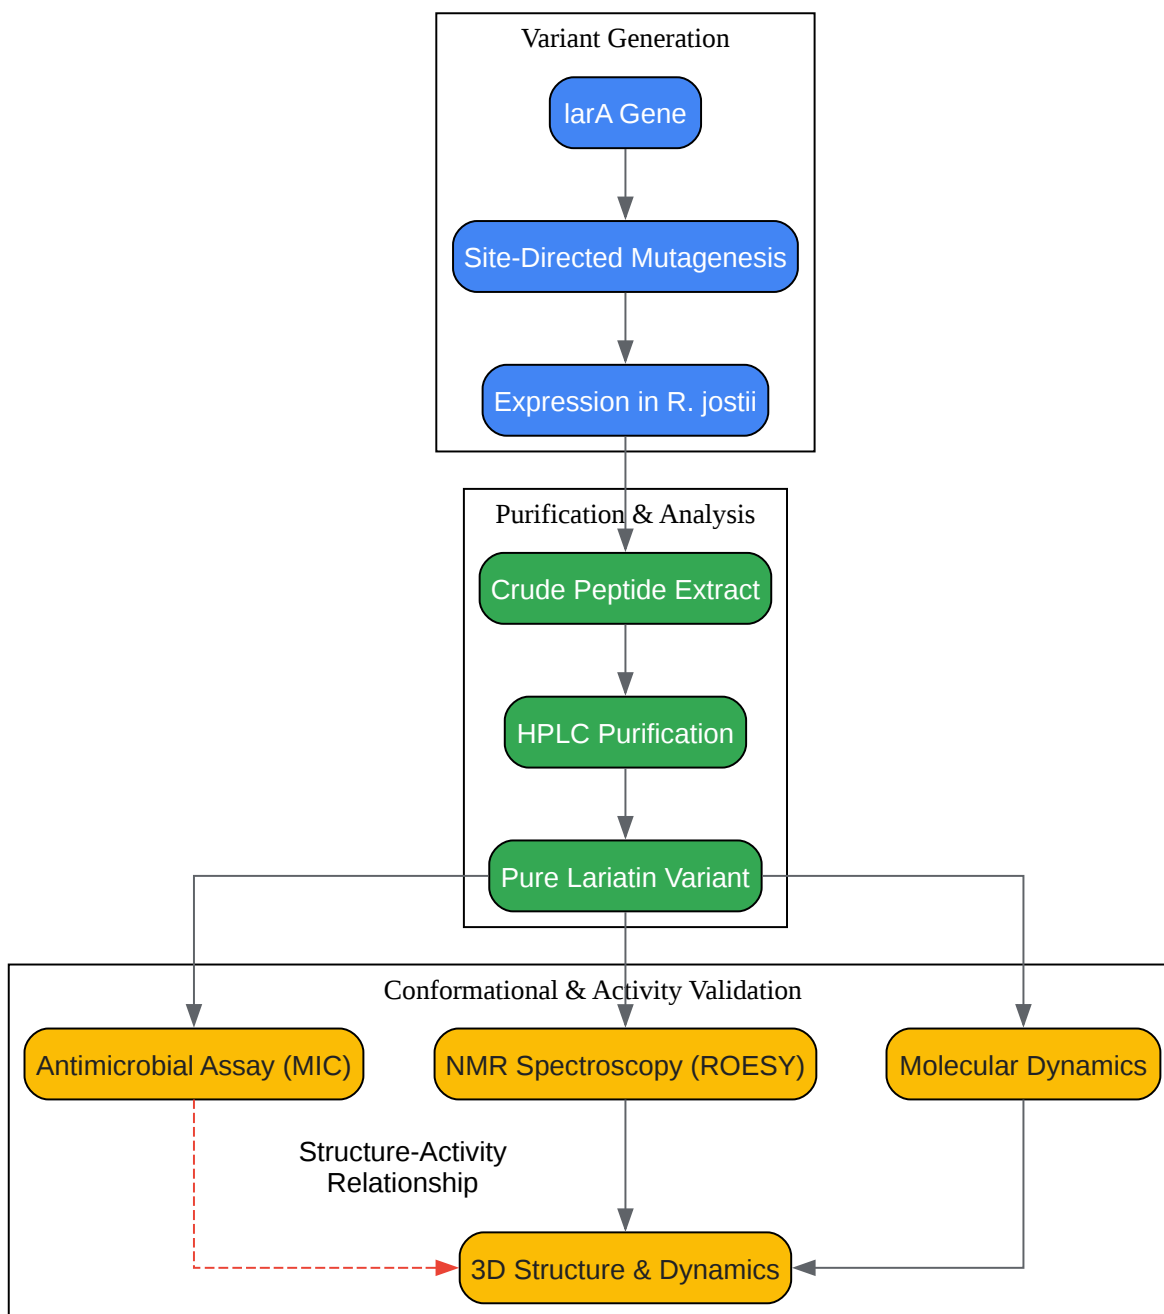 Variant Generation
larA Gene
Site-Directed Mutagenesis
Expression in R. jostii
Purification & Analysis
Crude Peptide Extract
HPLC Purification
Pure Lariatin Variant
Conformational & Activity Validation
Antimicrobial Assay (MIC)
NMR Spectroscopy (ROESY)
Molecular Dynamics
Structure-Activity
Relationship
3D Structure & Dynamics